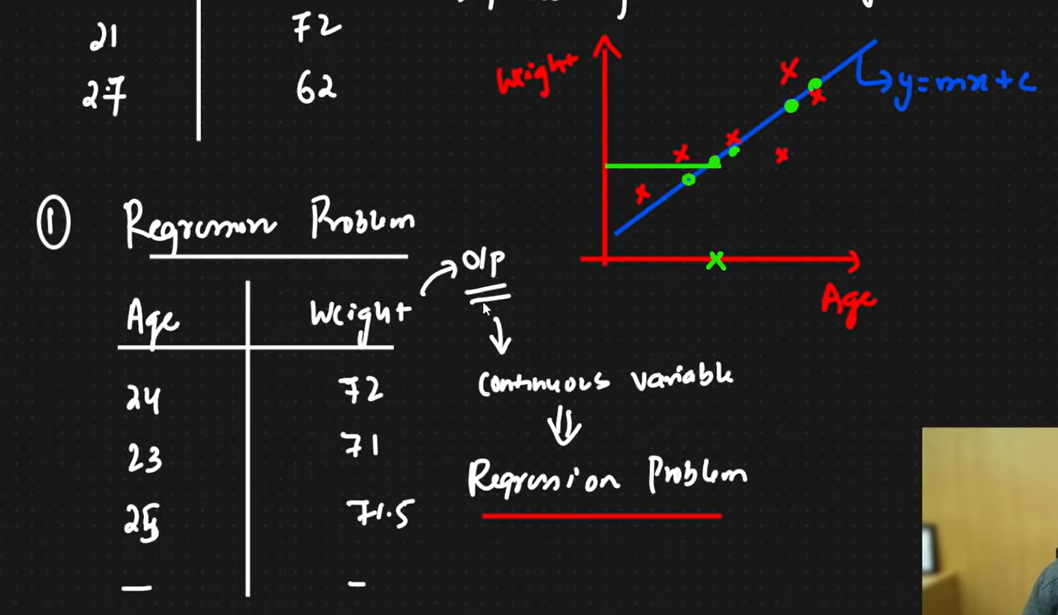 21 72
27 62
Weight
y=mx+c
Age
① Regression Problem
O/P
Age Weight
24 72
23 71
25 71.5
— -
Continuous variable
Regression Problem